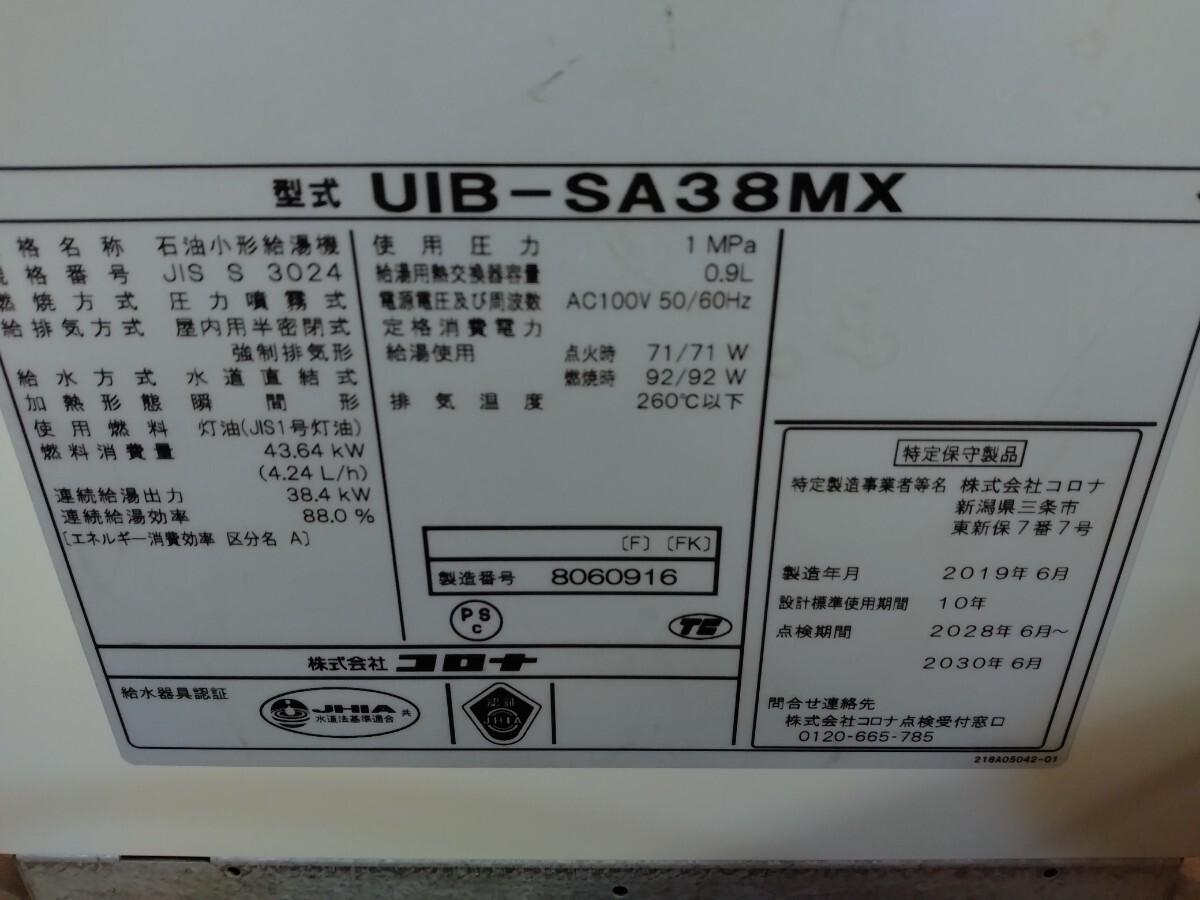 型式 UIB-SA38MX
格名称 石油小形給湯機
規格番号 JIS S 3024
燃焼方式 圧力噴霧式
給排気方式 屋内用半密閉式
強制排気形
給水方式 水道直結式
加熱形態 瞬間形
使用燃料 灯油(JIS1号灯油)
燃料消費量 43.64 kW
(4.24 L/h)
連続給湯出力 38.4 kW
連続給湯効率 88.0 %
[エネルギー消費効率 区分名 A]
使用圧力 1 MPa
給湯用熱交換器容量 0.9L
電源電圧及び周波数 AC100V 50/60Hz
定格消費電力
給湯使用 点火時 71/71 W
燃焼時 92/92 W
排気温度 260℃以下
〔F〕〔FK〕
製造番号 8060916
PS
C
株式会社 コロナ
給水器具認証
JHIA
水道法基準適合 共
認証
JHIA
特定保守製品
特定製造事業者等名 株式会社コロナ
新潟県三条市
東新保7番7号
製造年月 2019年6月
設計標準使用期間 10年
点検期間 2028年6月〜
2030年6月
問合せ連絡先
株式会社コロナ点検受付窓口
0120-665-785
218A05042-01